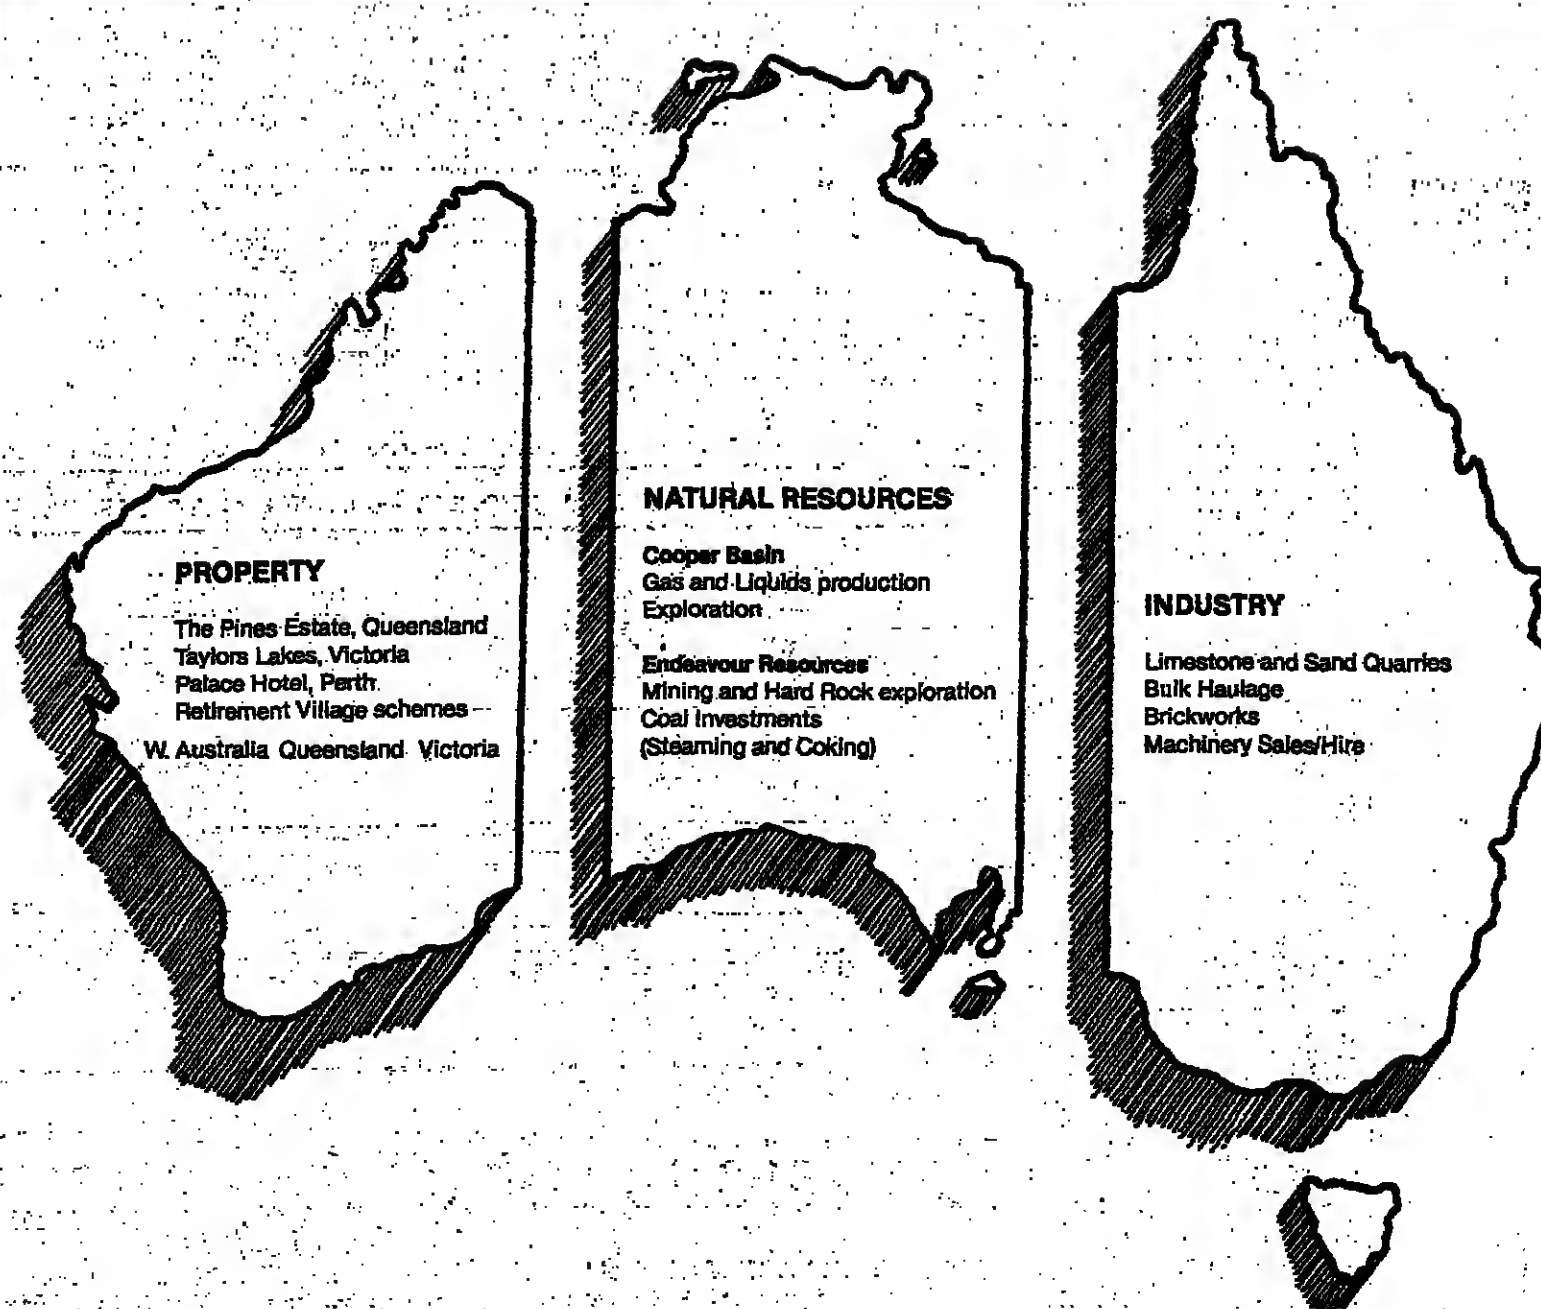 PROPERTY
The Pines Estate, Queensland
Taylors Lakes, Victoria
Palace Hotel, Perth.
Retirement Village schemes
W. Australia Queensland Victoria
NATURAL RESOURCES
Cooper Basin
Gas and Liquids production
Exploration
Endeavour Resources
Mining and Hard Rock exploration
Coal Investments
(Steaming and Coking)
INDUSTRY
Limestone and Sand Quarries
Bulk Haulage
Brickworks
Machinery Sales/Hire